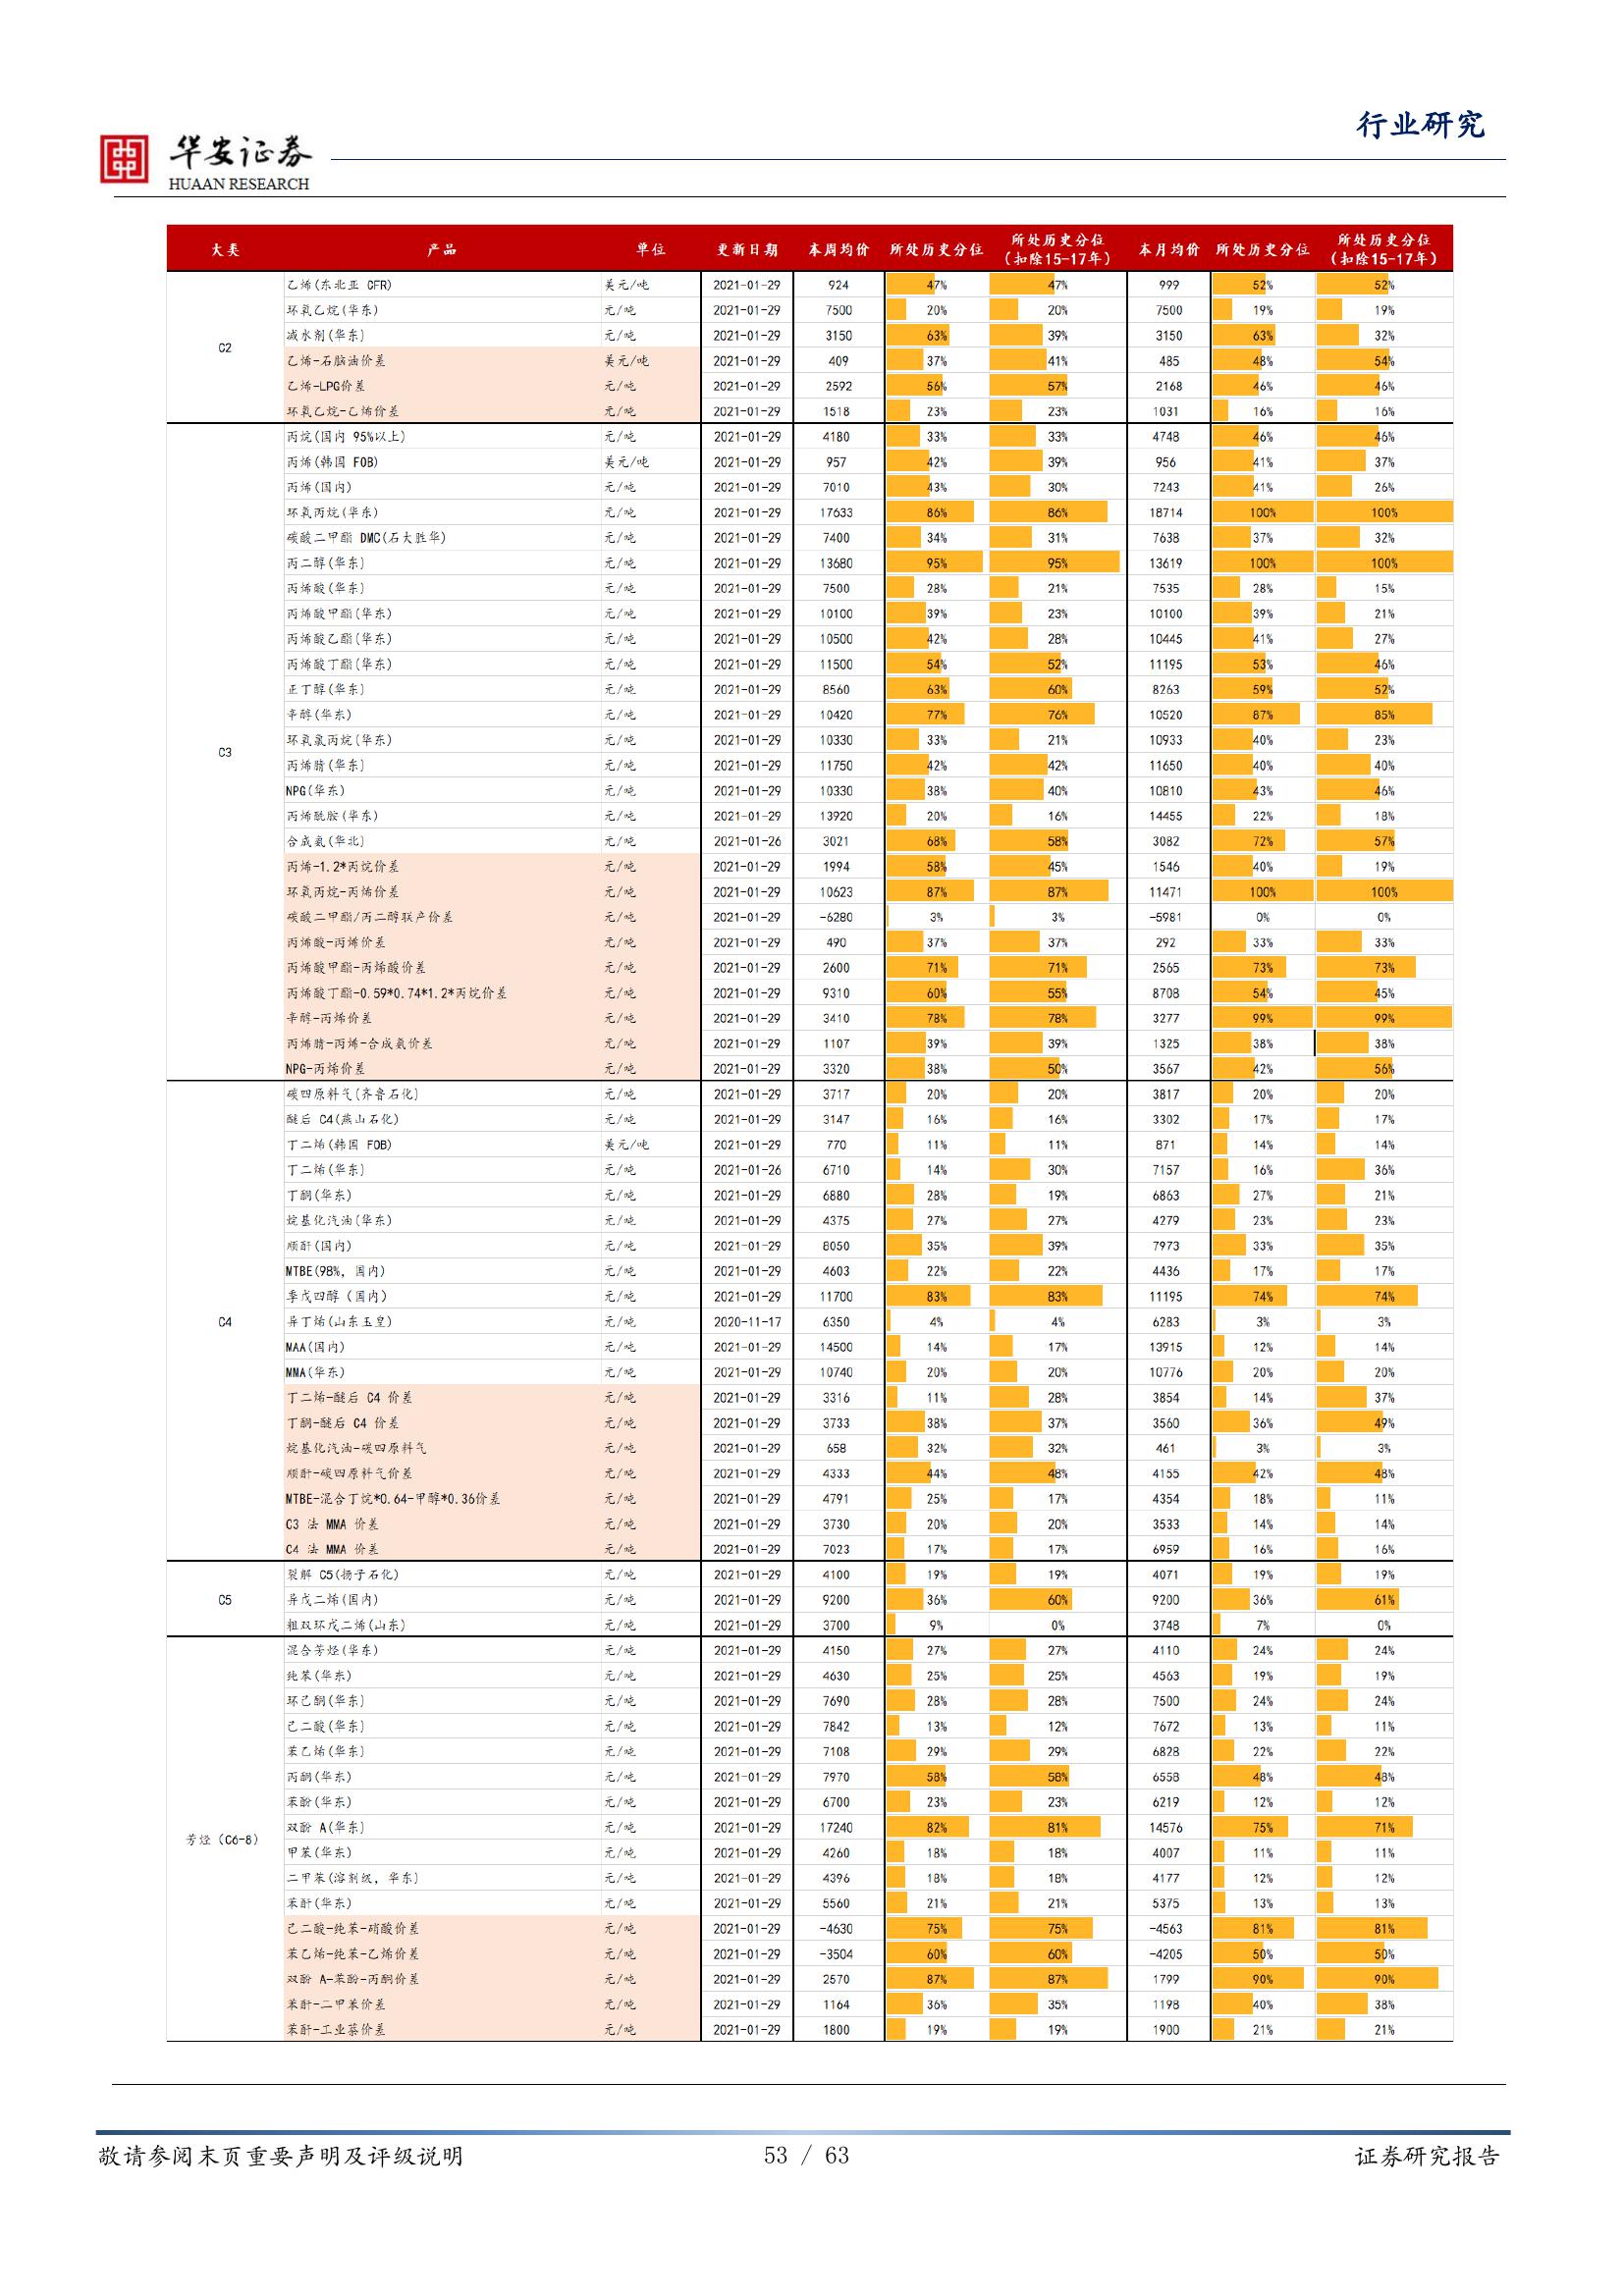 行业研究
华安证券
HUAAN RESEARCH
大类 产品 单位 更新日期 本周均价 所处历史分位 所处历史分位(扣除15-17年) 本月均价 所处历史分位 所处历史分位(扣除15-17年)
C2
乙烯(东北亚 CFR) 美元/吨 2021-01-29 924 47% 47% 999 52% 52%
环氧乙烷(华东) 元/吨 2021-01-29 7500 20% 20% 7500 19% 19%
减水剂(华东) 元/吨 2021-01-29 3150 63% 39% 3150 63% 32%
乙烯-石脑油价差 美元/吨 2021-01-29 409 37% 41% 485 48% 54%
乙烯-LPG价差 元/吨 2021-01-29 2592 56% 57% 2168 46% 46%
环氧乙烷-乙烯价差 元/吨 2021-01-29 1518 23% 23% 1031 16% 16%
C3
丙烷(国内 95%以上) 元/吨 2021-01-29 4180 33% 33% 4748 46% 46%
丙烯(韩国 FOB) 美元/吨 2021-01-29 957 42% 39% 956 41% 37%
丙烯(国内) 元/吨 2021-01-29 7010 43% 30% 7243 41% 26%
环氧丙烷(华东) 元/吨 2021-01-29 17633 86% 86% 18714 100% 100%
碳酸二甲酯 DMC(石大胜华) 元/吨 2021-01-29 7400 34% 31% 7638 37% 32%
丙二醇(华东) 元/吨 2021-01-29 13680 95% 95% 13619 100% 100%
丙烯酸(华东) 元/吨 2021-01-29 7500 28% 21% 7535 28% 15%
丙烯酸甲酯(华东) 元/吨 2021-01-29 10100 39% 23% 10100 39% 21%
丙烯酸乙酯(华东) 元/吨 2021-01-29 10500 42% 28% 10445 41% 27%
丙烯酸丁酯(华东) 元/吨 2021-01-29 11500 54% 52% 11195 53% 46%
正丁醇(华东) 元/吨 2021-01-29 8560 63% 60% 8263 59% 52%
辛醇(华东) 元/吨 2021-01-29 10420 77% 76% 10520 87% 85%
环氧氯丙烷(华东) 元/吨 2021-01-29 10330 33% 21% 10933 40% 23%
丙烯腈(华东) 元/吨 2021-01-29 11750 42% 42% 11650 40% 40%
NPG(华东) 元/吨 2021-01-29 10330 38% 40% 10810 43% 46%
丙烯酰胺(华东) 元/吨 2021-01-29 13920 20% 16% 14455 22% 18%
合成氨(华北) 元/吨 2021-01-26 3021 68% 58% 3082 72% 57%
丙烯-1.2*丙烷价差 元/吨 2021-01-29 1994 58% 45% 1546 40% 19%
环氧丙烷-丙烯价差 元/吨 2021-01-29 10623 87% 87% 11471 100% 100%
碳酸二甲酯/丙二醇联产价差 元/吨 2021-01-29 -6280 3% 3% -5981 0% 0%
丙烯酸-丙烯价差 元/吨 2021-01-29 490 37% 37% 292 33% 33%
丙烯酸甲酯-丙烯酸价差 元/吨 2021-01-29 2600 71% 71% 2565 73% 73%
丙烯酸丁酯-0.59*0.74*1.2*丙烷价差 元/吨 2021-01-29 9310 60% 55% 8708 54% 45%
辛醇-丙烯价差 元/吨 2021-01-29 3410 78% 78% 3277 99% 99%
丙烯腈-丙烯-合成氨价差 元/吨 2021-01-29 1107 39% 39% 1325 38% 38%
NPG-丙烯价差 元/吨 2021-01-29 3320 38% 50% 3567 42% 56%
C4
碳四原料气(齐鲁石化) 元/吨 2021-01-29 3717 20% 20% 3817 20% 20%
醚后 C4(燕山石化) 元/吨 2021-01-29 3147 16% 16% 3302 17% 17%
丁二烯(韩国 FOB) 美元/吨 2021-01-29 770 11% 11% 871 14% 14%
丁二烯(华东) 元/吨 2021-01-26 6710 14% 30% 7157 16% 36%
丁酮(华东) 元/吨 2021-01-29 6880 28% 19% 6863 27% 21%
烷基化汽油(华东) 元/吨 2021-01-29 4375 27% 27% 4279 23% 23%
顺酐(国内) 元/吨 2021-01-29 8050 35% 39% 7973 33% 35%
MTBE(98%, 国内) 元/吨 2021-01-29 4603 22% 22% 4436 17% 17%
季戊四醇（国内） 元/吨 2021-01-29 11700 83% 83% 11195 74% 74%
异丁烯(山东玉皇) 元/吨 2020-11-17 6350 4% 4% 6283 3% 3%
MAA(国内) 元/吨 2021-01-29 14500 14% 17% 13915 12% 14%
MMA(华东) 元/吨 2021-01-29 10740 20% 20% 10776 20% 20%
丁二烯-醚后 C4 价差 元/吨 2021-01-29 3316 11% 28% 3854 14% 37%
丁酮-醚后 C4 价差 元/吨 2021-01-29 3733 38% 37% 3560 36% 49%
烷基化汽油-碳四原料气 元/吨 2021-01-29 658 32% 32% 461 3% 3%
顺酐-碳四原料气价差 元/吨 2021-01-29 4333 44% 48% 4155 42% 48%
MTBE-混合丁烷*0.64-甲醇*0.36价差 元/吨 2021-01-29 4791 25% 17% 4354 18% 11%
C3 法 MMA 价差 元/吨 2021-01-29 3730 20% 20% 3533 14% 14%
C4 法 MMA 价差 元/吨 2021-01-29 7023 17% 17% 6959 16% 16%
C5
裂解 C5(扬子石化) 元/吨 2021-01-29 4100 19% 19% 4071 19% 19%
异戊二烯(国内) 元/吨 2021-01-29 9200 36% 60% 9200 36% 61%
粗双环戊二烯(山东) 元/吨 2021-01-29 3700 9% 0% 3748 7% 0%
芳烃（C6-8）
混合芳烃(华东) 元/吨 2021-01-29 4150 27% 27% 4110 24% 24%
纯苯(华东) 元/吨 2021-01-29 4630 25% 25% 4563 19% 19%
环己酮(华东) 元/吨 2021-01-29 7690 28% 28% 7500 24% 24%
己二酸(华东) 元/吨 2021-01-29 7842 13% 12% 7672 13% 11%
苯乙烯(华东) 元/吨 2021-01-29 7108 29% 29% 6828 22% 22%
丙酮(华东) 元/吨 2021-01-29 7970 58% 58% 6558 48% 48%
苯酚(华东) 元/吨 2021-01-29 6700 23% 23% 6219 12% 12%
双酚 A(华东) 元/吨 2021-01-29 17240 82% 81% 14576 75% 71%
甲苯(华东) 元/吨 2021-01-29 4260 18% 18% 4007 11% 11%
二甲苯(溶剂级, 华东) 元/吨 2021-01-29 4396 18% 18% 4177 12% 12%
苯酐(华东) 元/吨 2021-01-29 5560 21% 21% 5375 13% 13%
己二酸-纯苯-硝酸价差 元/吨 2021-01-29 -4630 75% 75% -4563 81% 81%
苯乙烯-纯苯-乙烯价差 元/吨 2021-01-29 -3504 60% 60% -4205 50% 50%
双酚 A-苯酚-丙酮价差 元/吨 2021-01-29 2570 87% 87% 1799 90% 90%
苯酐-二甲苯价差 元/吨 2021-01-29 1164 36% 35% 1198 40% 38%
苯酐-工业萘价差 元/吨 2021-01-29 1800 19% 19% 1900 21% 21%
敬请参阅末页重要声明及评级说明 53 / 63 证券研究报告